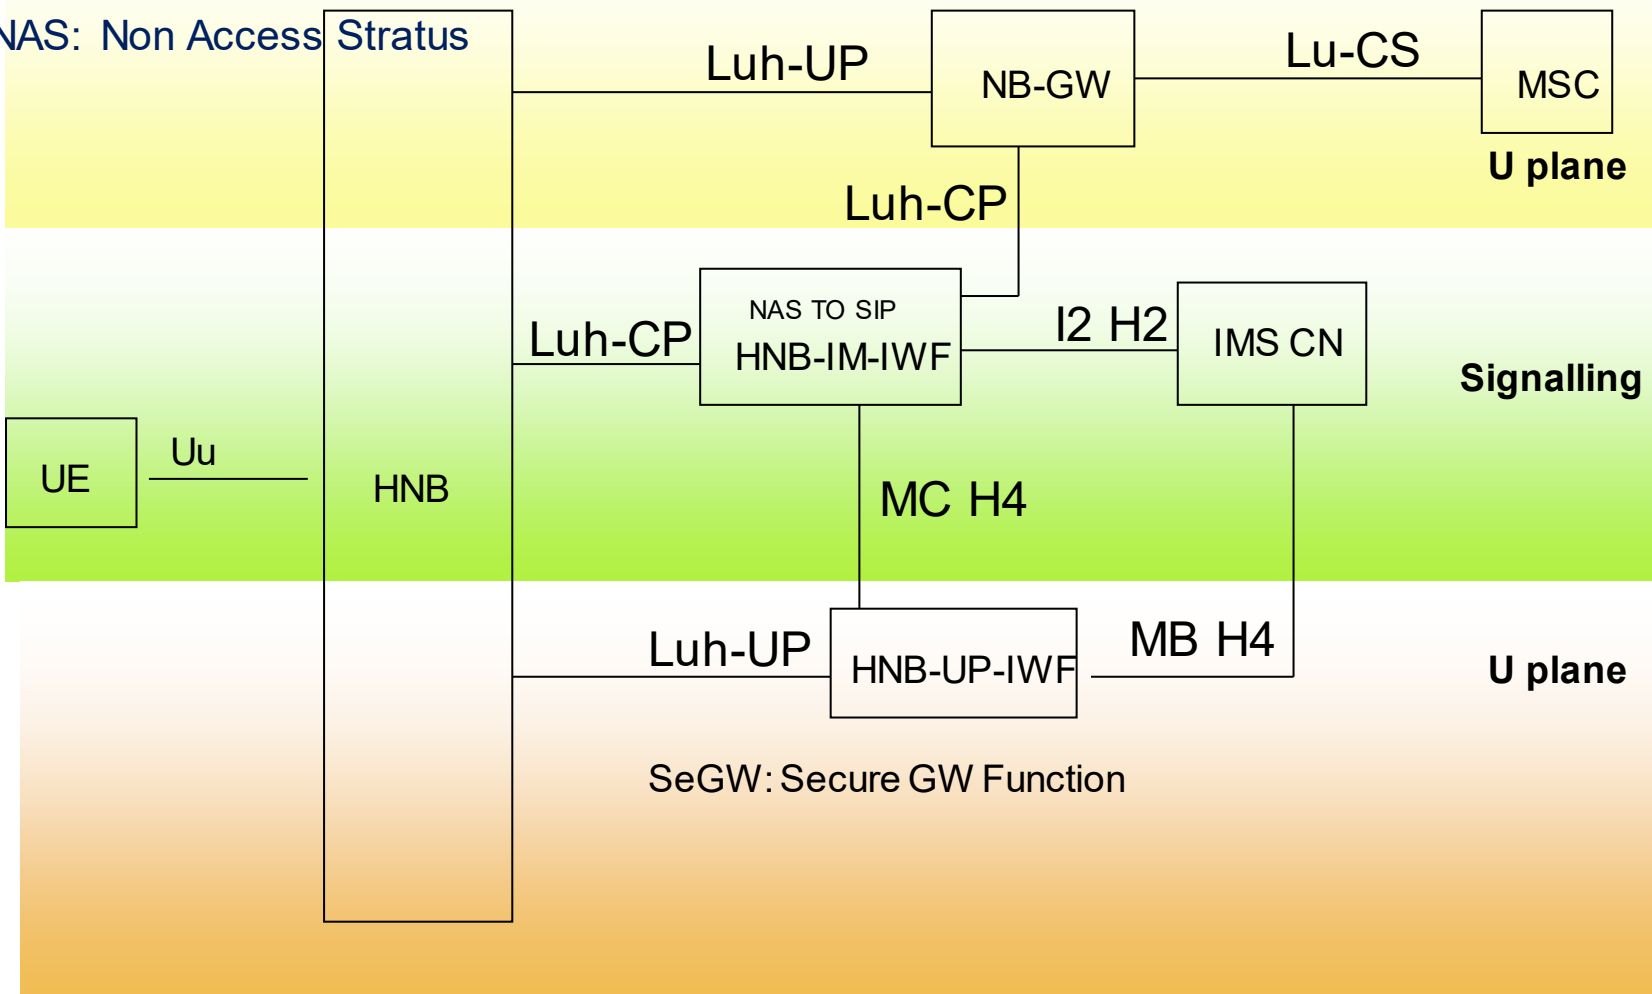 NAS: Non Access Stratus
Luh-UP
NB-GW
Lu-CS
MSC
U plane
Luh-CP
NAS TO SIP
HNB-IM-IWF
Luh-CP
I2 H2
IMS CN
Signalling
UE
Uu
HNB
MC H4
Luh-UP
HNB-UP-IWF
MB H4
U plane
SeGW: Secure GW Function